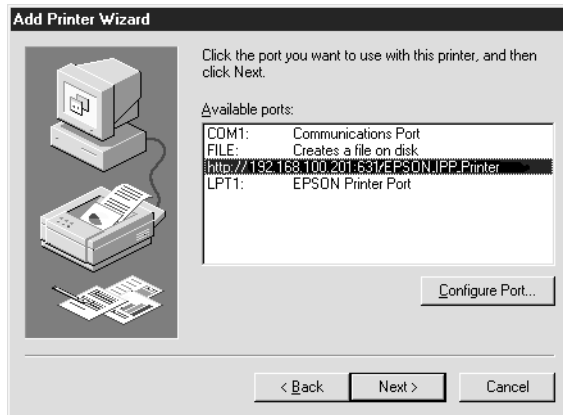 Add Printer Wizard
Click the port you want to use with this printer, and then
click Next.
Available ports:
COM1: Communications Port
FILE: Creates a file on disk
http://192.168.100.201:631/EPSON_IPP_Printer
LPT1: EPSON Printer Port
Configure Port...
< Back Next > Cancel